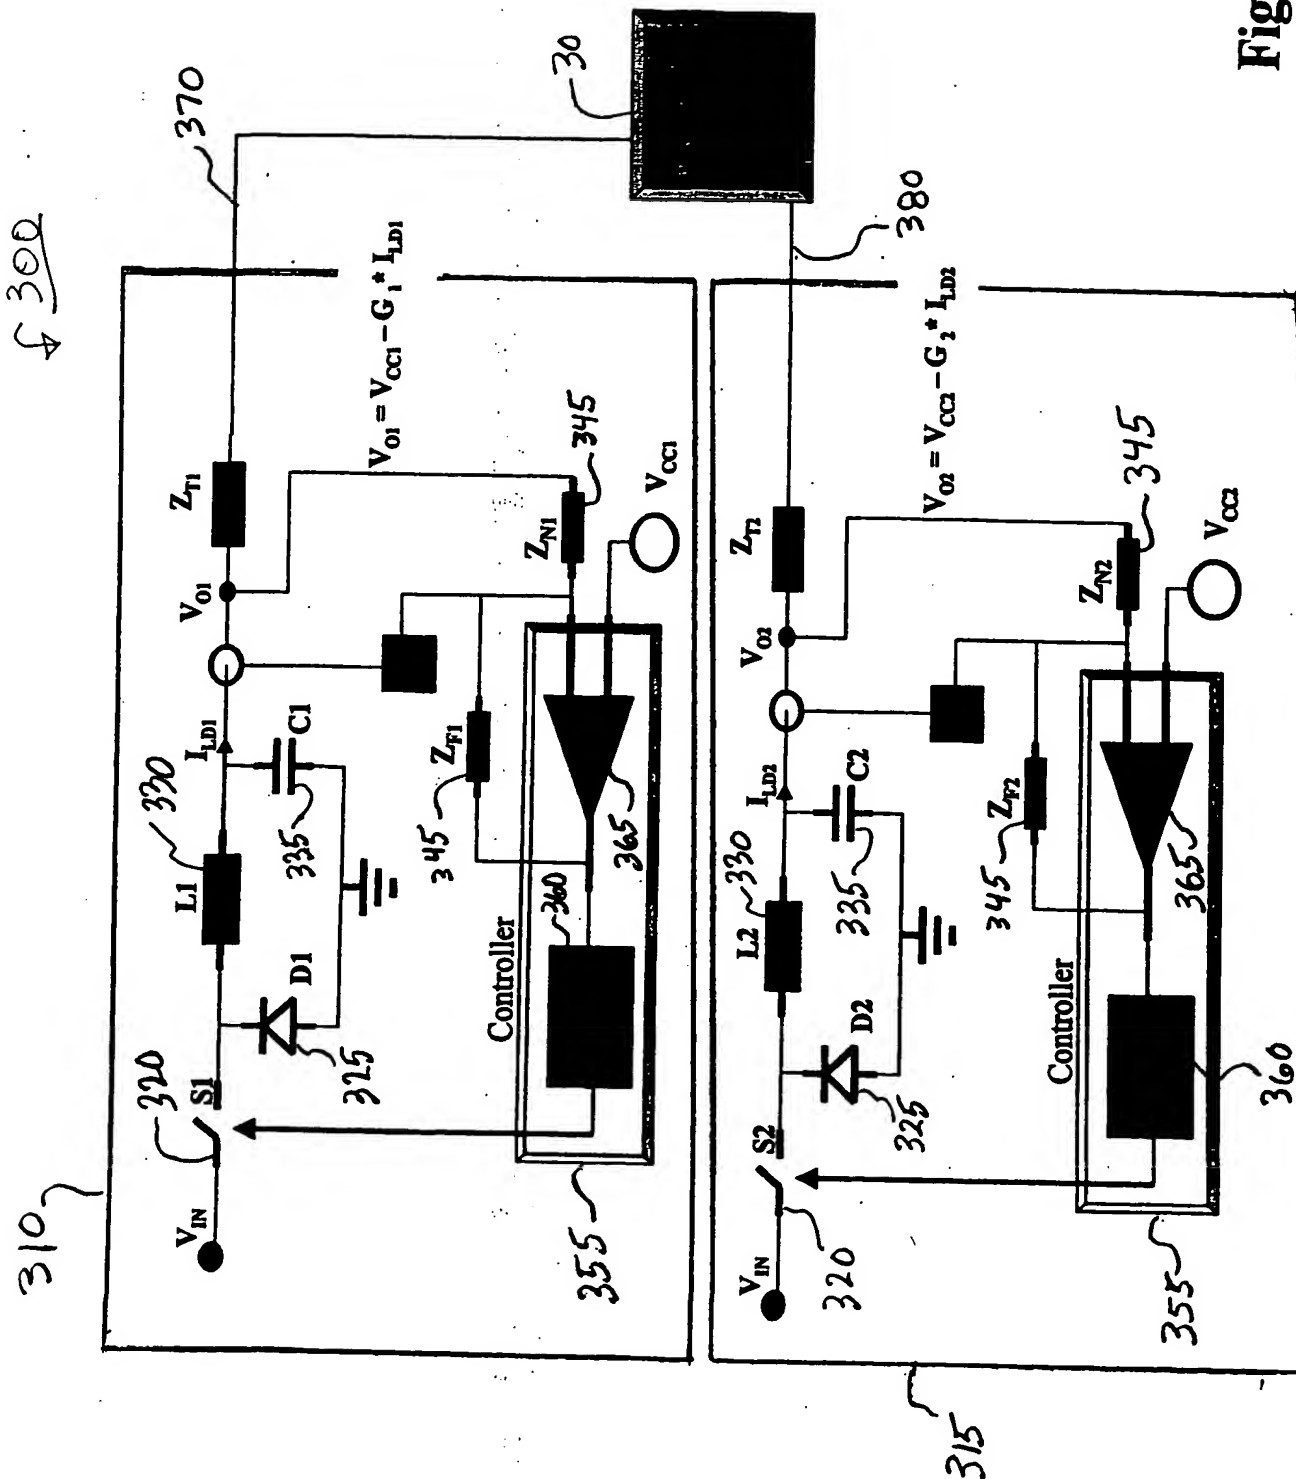 300
310
V_IN
320
S1
D1
325
L1
330
I_LD1
C1
335
V_O1
Z_T1
370
V_O1 = V_CC1 – G_1 * I_LD1
345
Z_F1
Z_N1
345
V_CC1
Controller
360
365
355
30
380
315
V_IN
320
S2
D2
325
L2
330
I_LD2
C2
335
V_O2
Z_T2
V_O2 = V_CC2 – G_2 * I_LD2
345
Z_F2
Z_N2
345
V_CC2
Controller
360
365
355
Fig